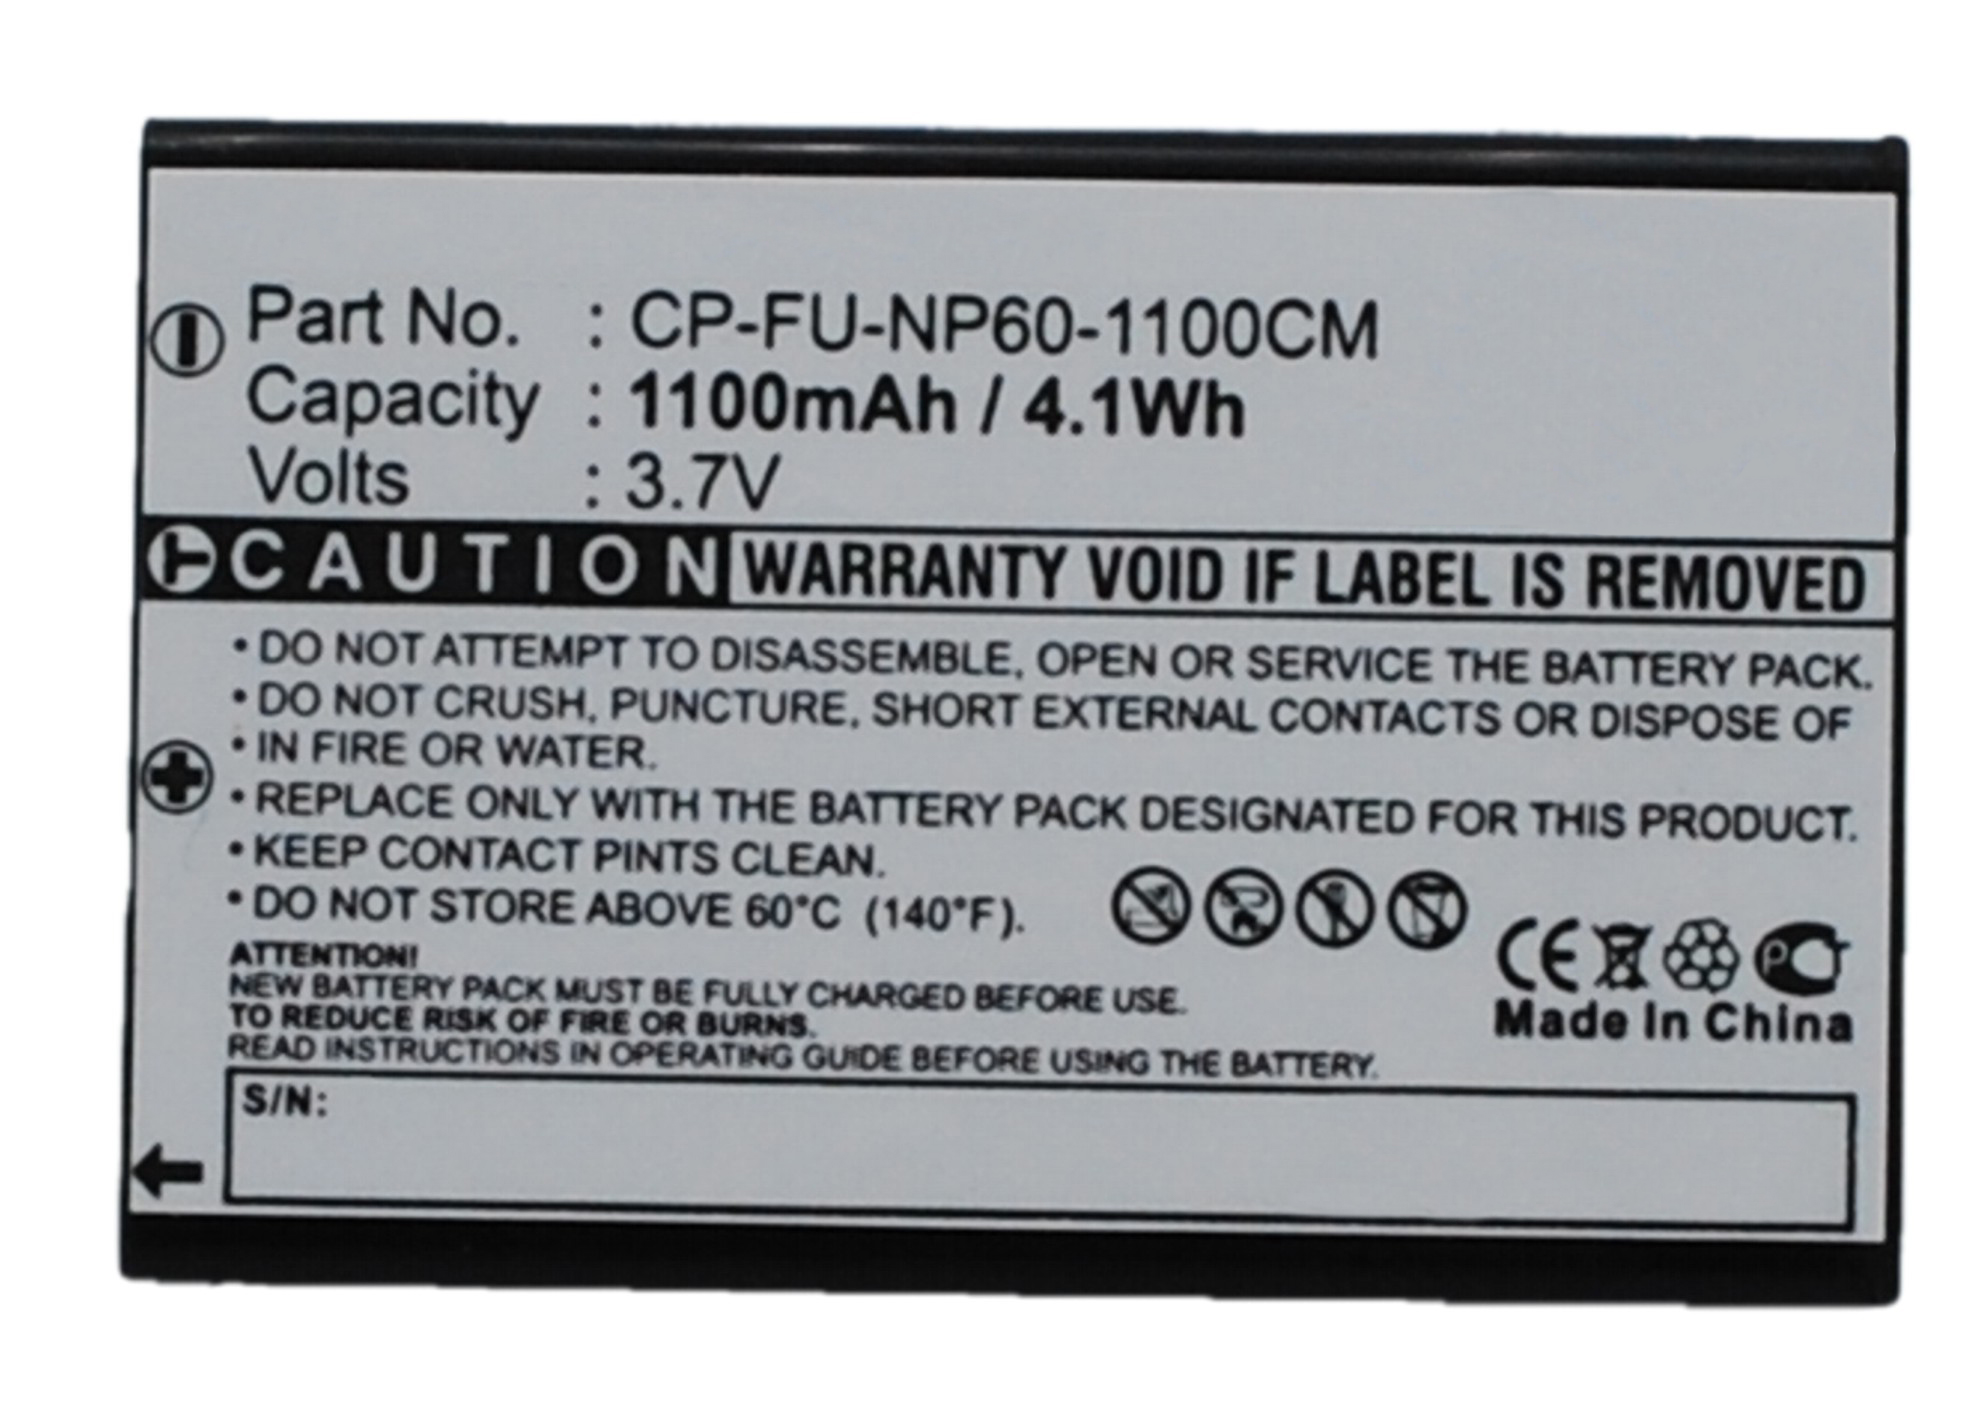 Part No. : CP-FU-NP60-1100CM
Capacity : 1100mAh / 4.1Wh
Volts : 3.7V
T CAUTION WARRANTY VOID IF LABEL IS REMOVED
• DO NOT ATTEMPT TO DISASSEMBLE, OPEN OR SERVICE THE BATTERY PACK.
• DO NOT CRUSH, PUNCTURE, SHORT EXTERNAL CONTACTS OR DISPOSE OF
• IN FIRE OR WATER.
• REPLACE ONLY WITH THE BATTERY PACK DESIGNATED FOR THIS PRODUCT.
• KEEP CONTACT PINTS CLEAN.
• DO NOT STORE ABOVE 60°C (140°F).
ATTENTION!
NEW BATTERY PACK MUST BE FULLY CHARGED BEFORE USE.
TO REDUCE RISK OF FIRE OR BURNS.
READ INSTRUCTIONS IN OPERATING GUIDE BEFORE USING THE BATTERY.
CE PC
Made In China
S/N: